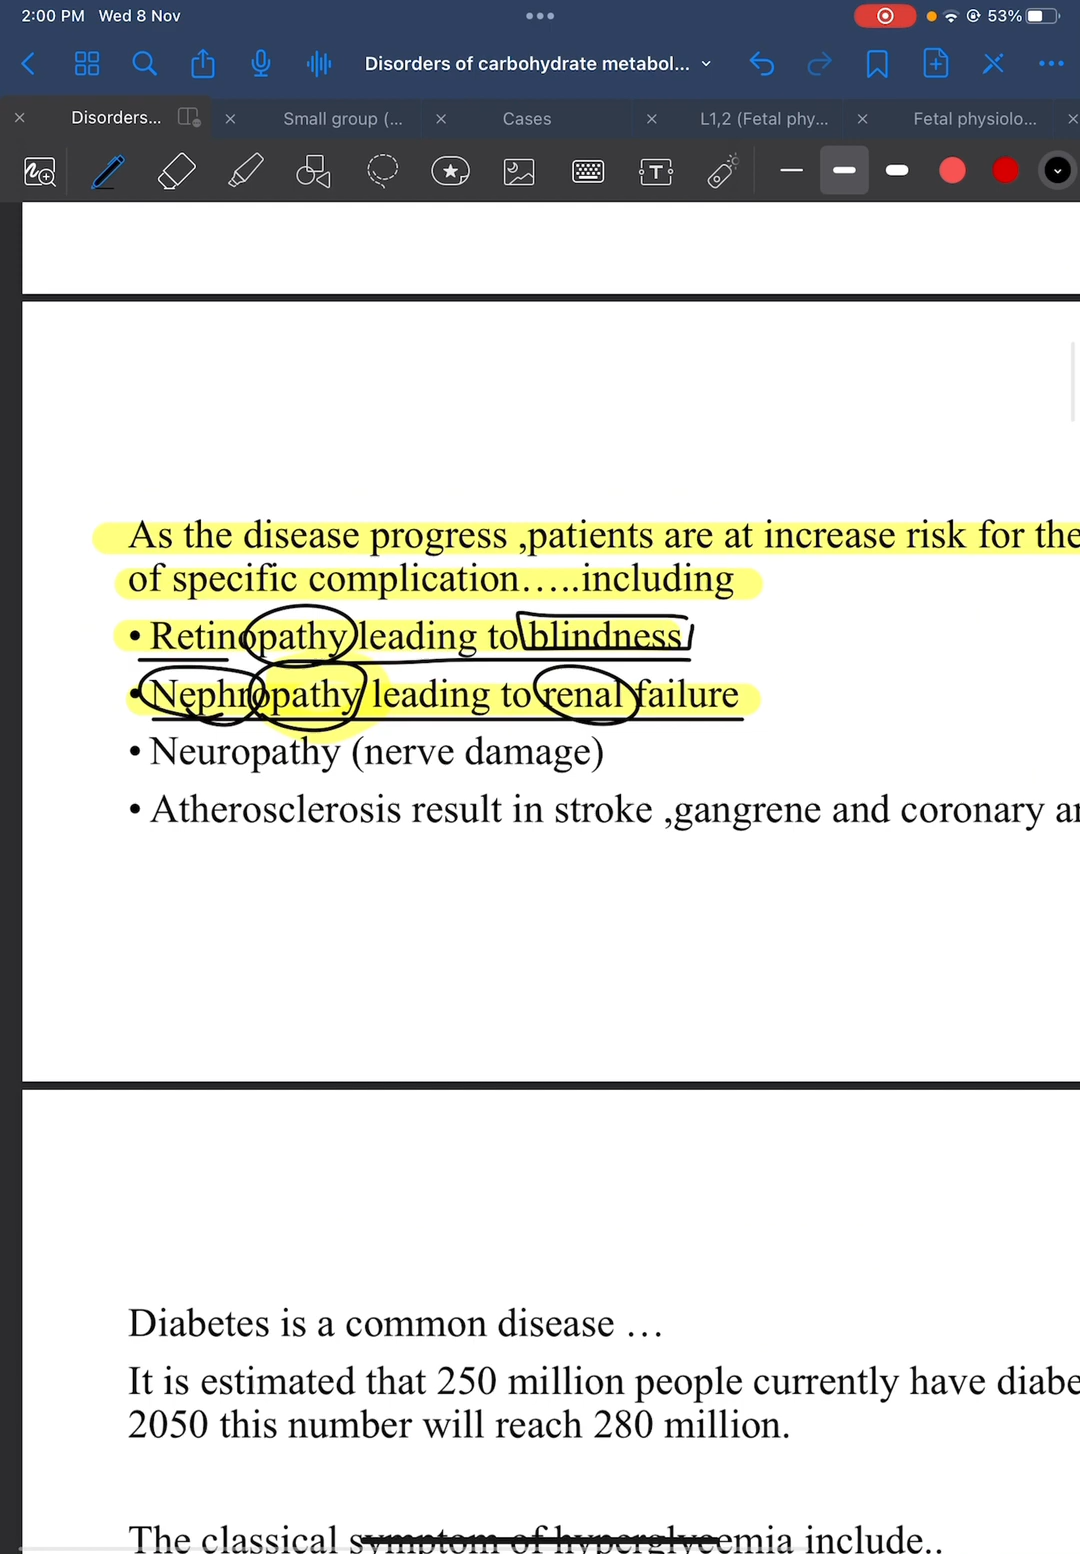 2:00 PM Wed 8 Nov
53%
Disorders of carbohydrate metabol...
Disorders...
Small group (...
Cases
L1,2 (Fetal phy...
Fetal physiolo...
As the disease progress ,patients are at increase risk for the
of specific complication…..including
• Retinopathy leading to blindness
• Nephropathy leading to renal failure
• Neuropathy (nerve damage)
• Atherosclerosis result in stroke ,gangrene and coronary
Diabetes is a common disease …
It is estimated that 250 million people currently have diabe
2050 this number will reach 280 million.
The classical symptom of hyperglyceemia include..